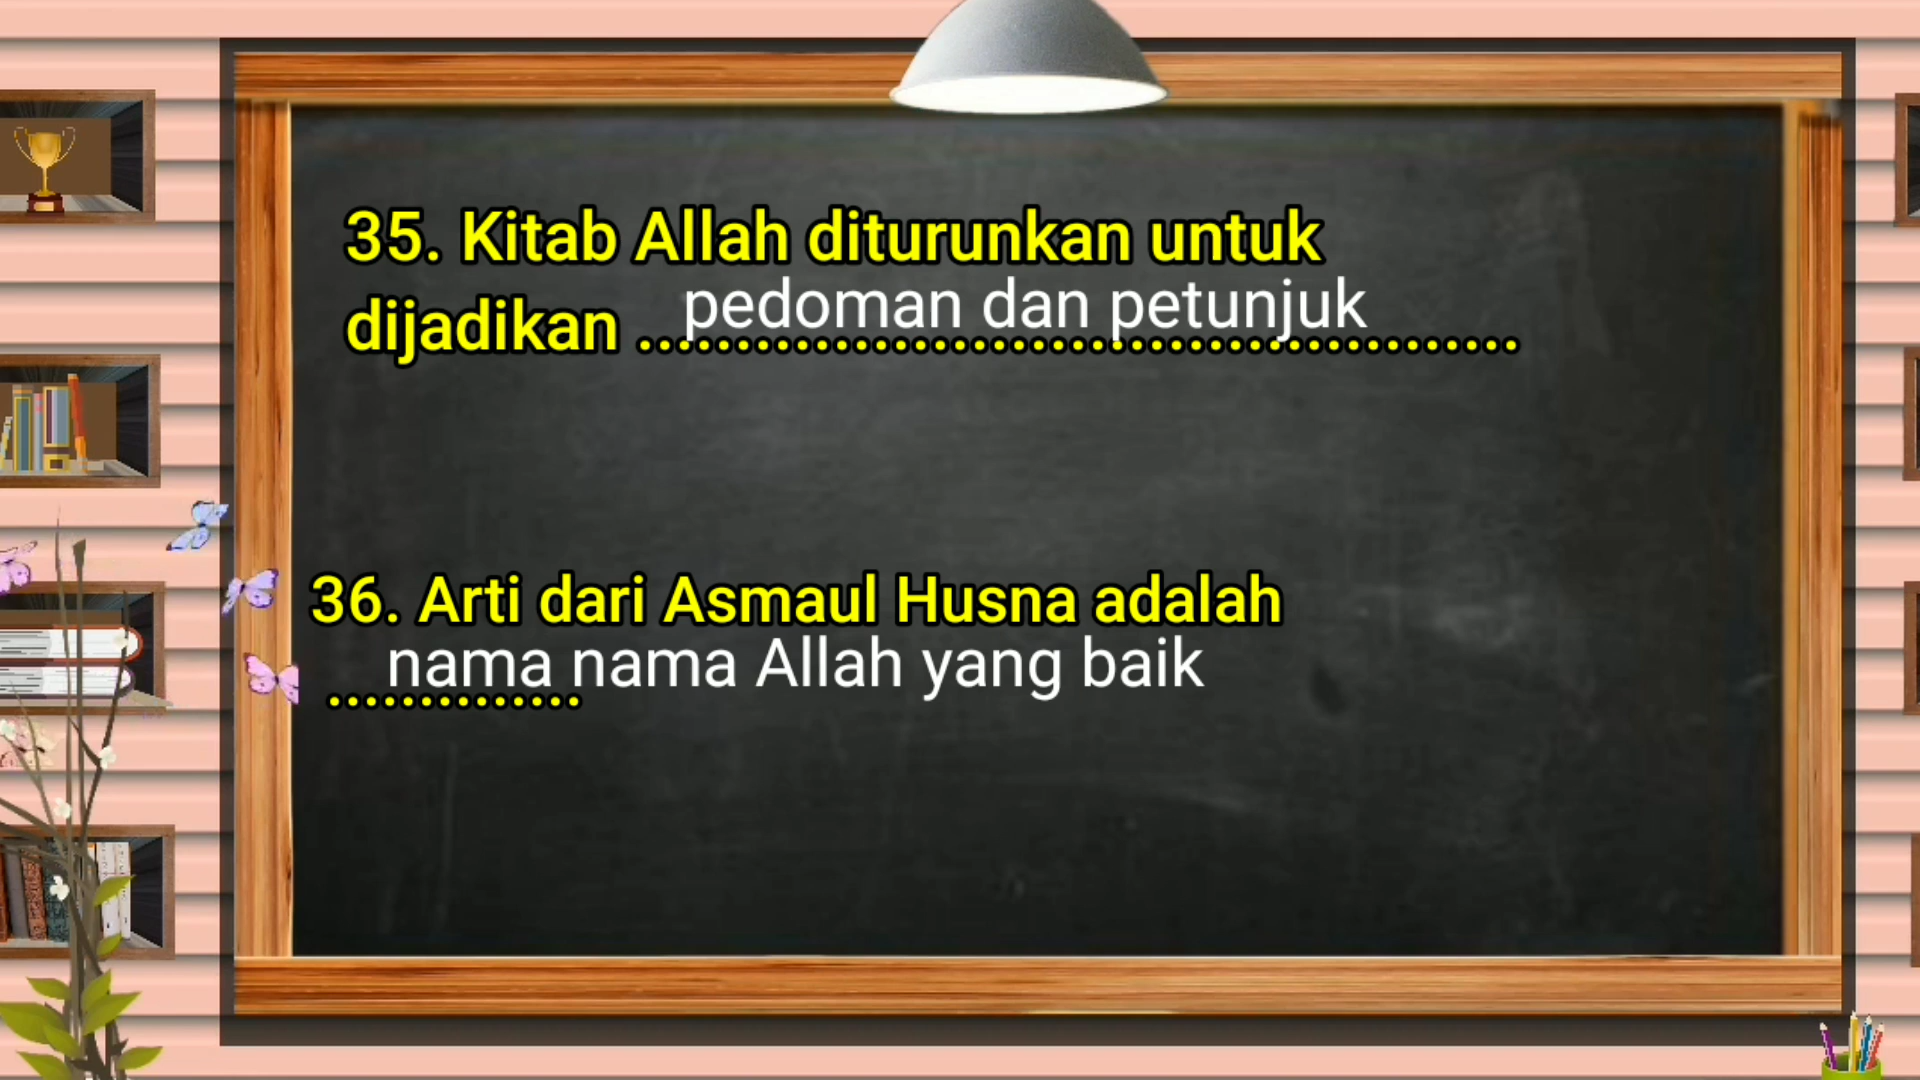 35. Kitab Allah diturunkan untuk
dijadikan ................................................
pedoman dan petunjuk
36. Arti dari Asmaul Husna adalah
nama nama Allah yang baik
..............